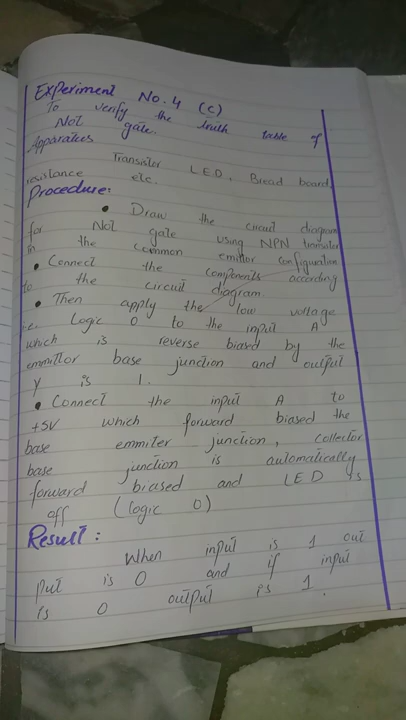 Experiment No. 4 (C)
To verify the truth table of
Not gate.
Apparatus
Transistor L.E.D, Bread board,
resistance etc.
Procedure:
• Draw the circuit diagram
for Not gate using NPN transistor
in the common emitter configuration
• Connect the components according
to the circuit diagram.
• Then apply the low voltage
i.e. Logic 0 to the input A
which is reverse biased by the
emmittor base junction and output
Y is 1.
• Connect the input A to
+5V which forward biased the
base emmiter junction, collector
base junction is automatically
forward biased and LED is
off (logic 0)
Result:
When input is 1 out
put is 0 and if input
is 0 output is 1.